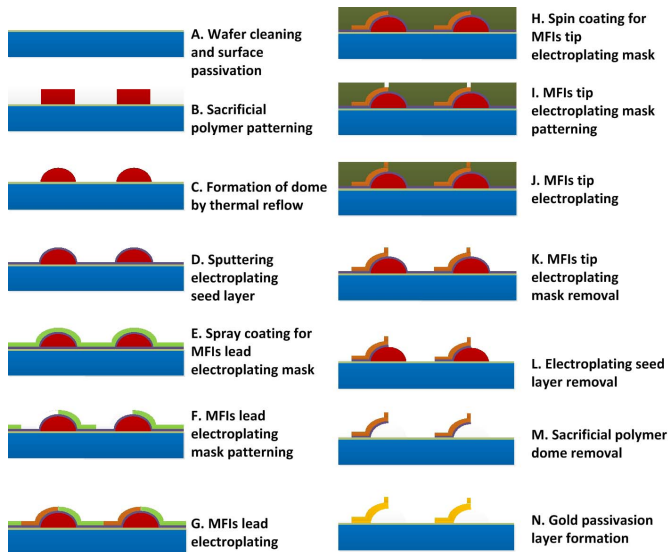 A. Wafer cleaning
and surface
passivation
B. Sacrificial
polymer patterning
C. Formation of dome
by thermal reflow
D. Sputtering
electroplating
seed layer
E. Spray coating for
MFIs lead
electroplating mask
F. MFIs lead
electroplating
mask patterning
G. MFIs lead
electroplating
H. Spin coating for
MFIs tip
electroplating mask
I. MFIs tip
electroplating mask
patterning
J. MFIs tip
electroplating
K. MFIs tip
electroplating
mask removal
L. Electroplating seed
layer removal
M. Sacrificial polymer
dome removal
N. Gold passivasion
layer formation